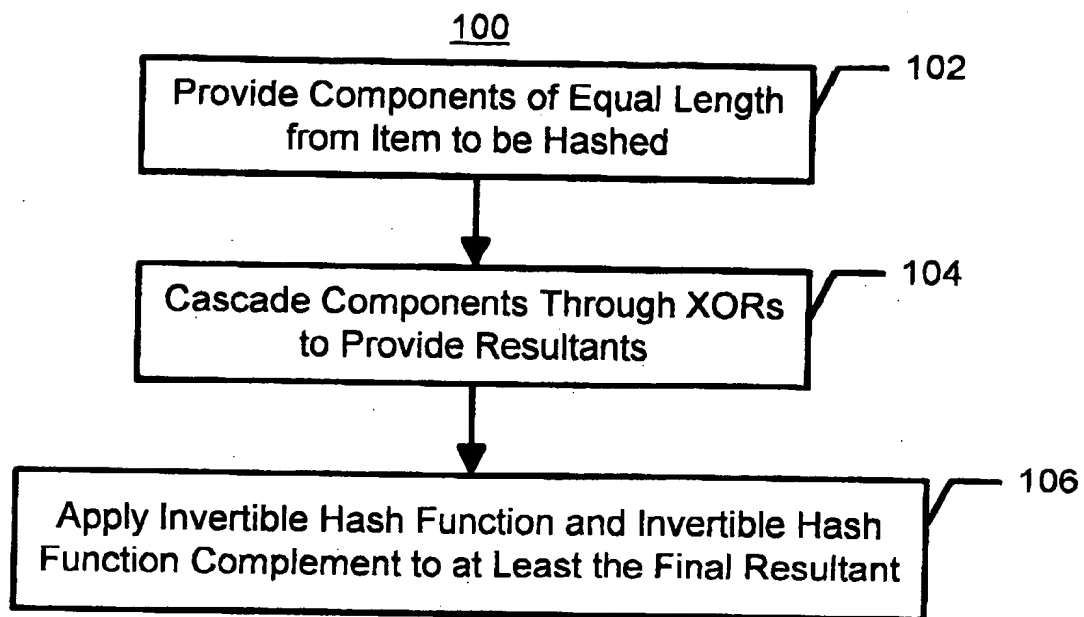 100
102
Provide Components of Equal Length
from Item to be Hashed
104
Cascade Components Through XORs
to Provide Resultants
106
Apply Invertible Hash Function and Invertible Hash
Function Complement to at Least the Final Resultant